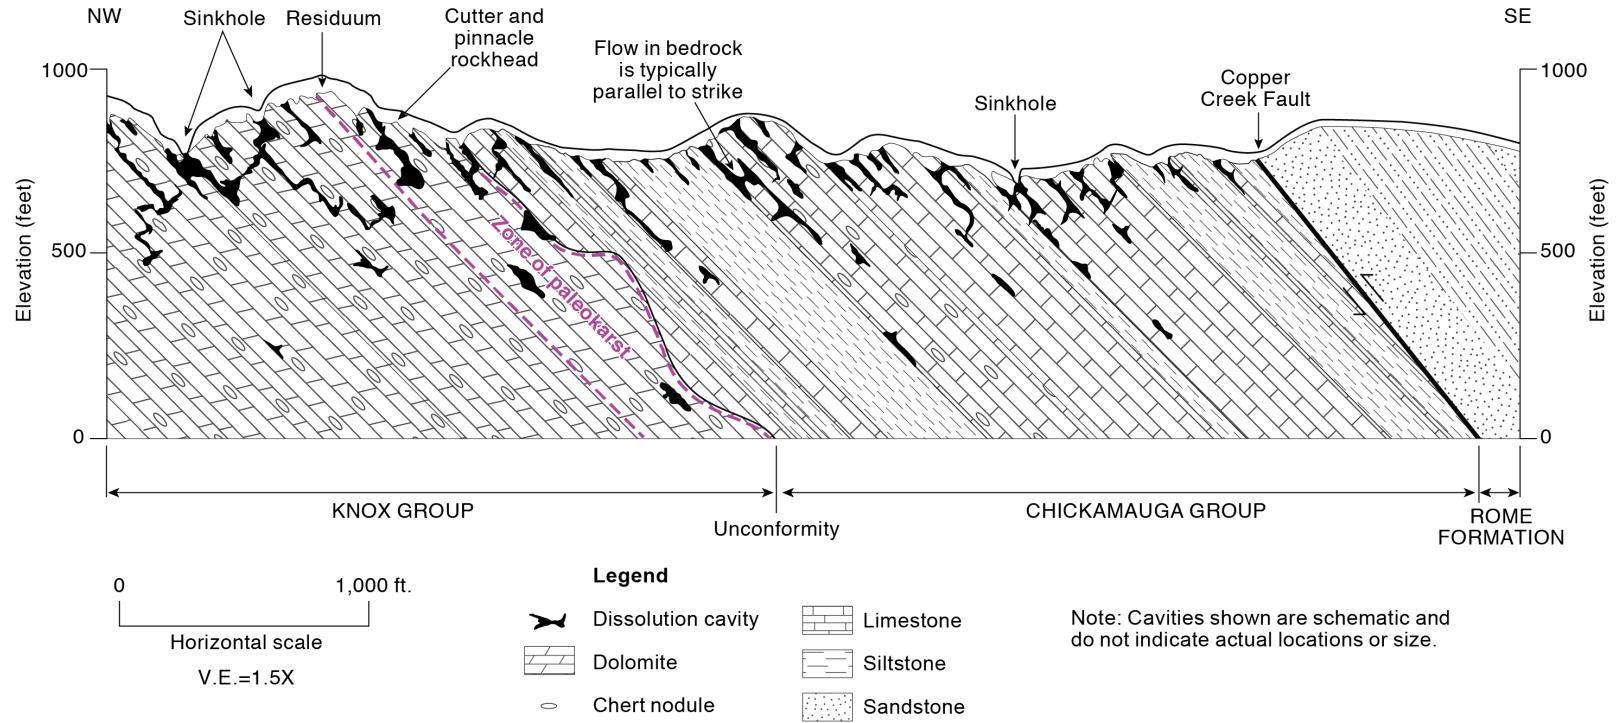 NW
SE
Sinkhole
Residuum
Cutter and
pinnacle
rockhead
Flow in bedrock
is typically
parallel to strike
Sinkhole
Copper
Creek Fault
1000
1000
Elevation (feet)
Elevation (feet)
500
500
Zone of paleokarst
0
0
KNOX GROUP
Unconformity
CHICKAMAUGA GROUP
ROME
FORMATION
0
1,000 ft.
Horizontal scale
V.E.=1.5X
Legend
Dissolution cavity
Dolomite
Chert nodule
Limestone
Siltstone
Sandstone
Note: Cavities shown are schematic and
do not indicate actual locations or size.